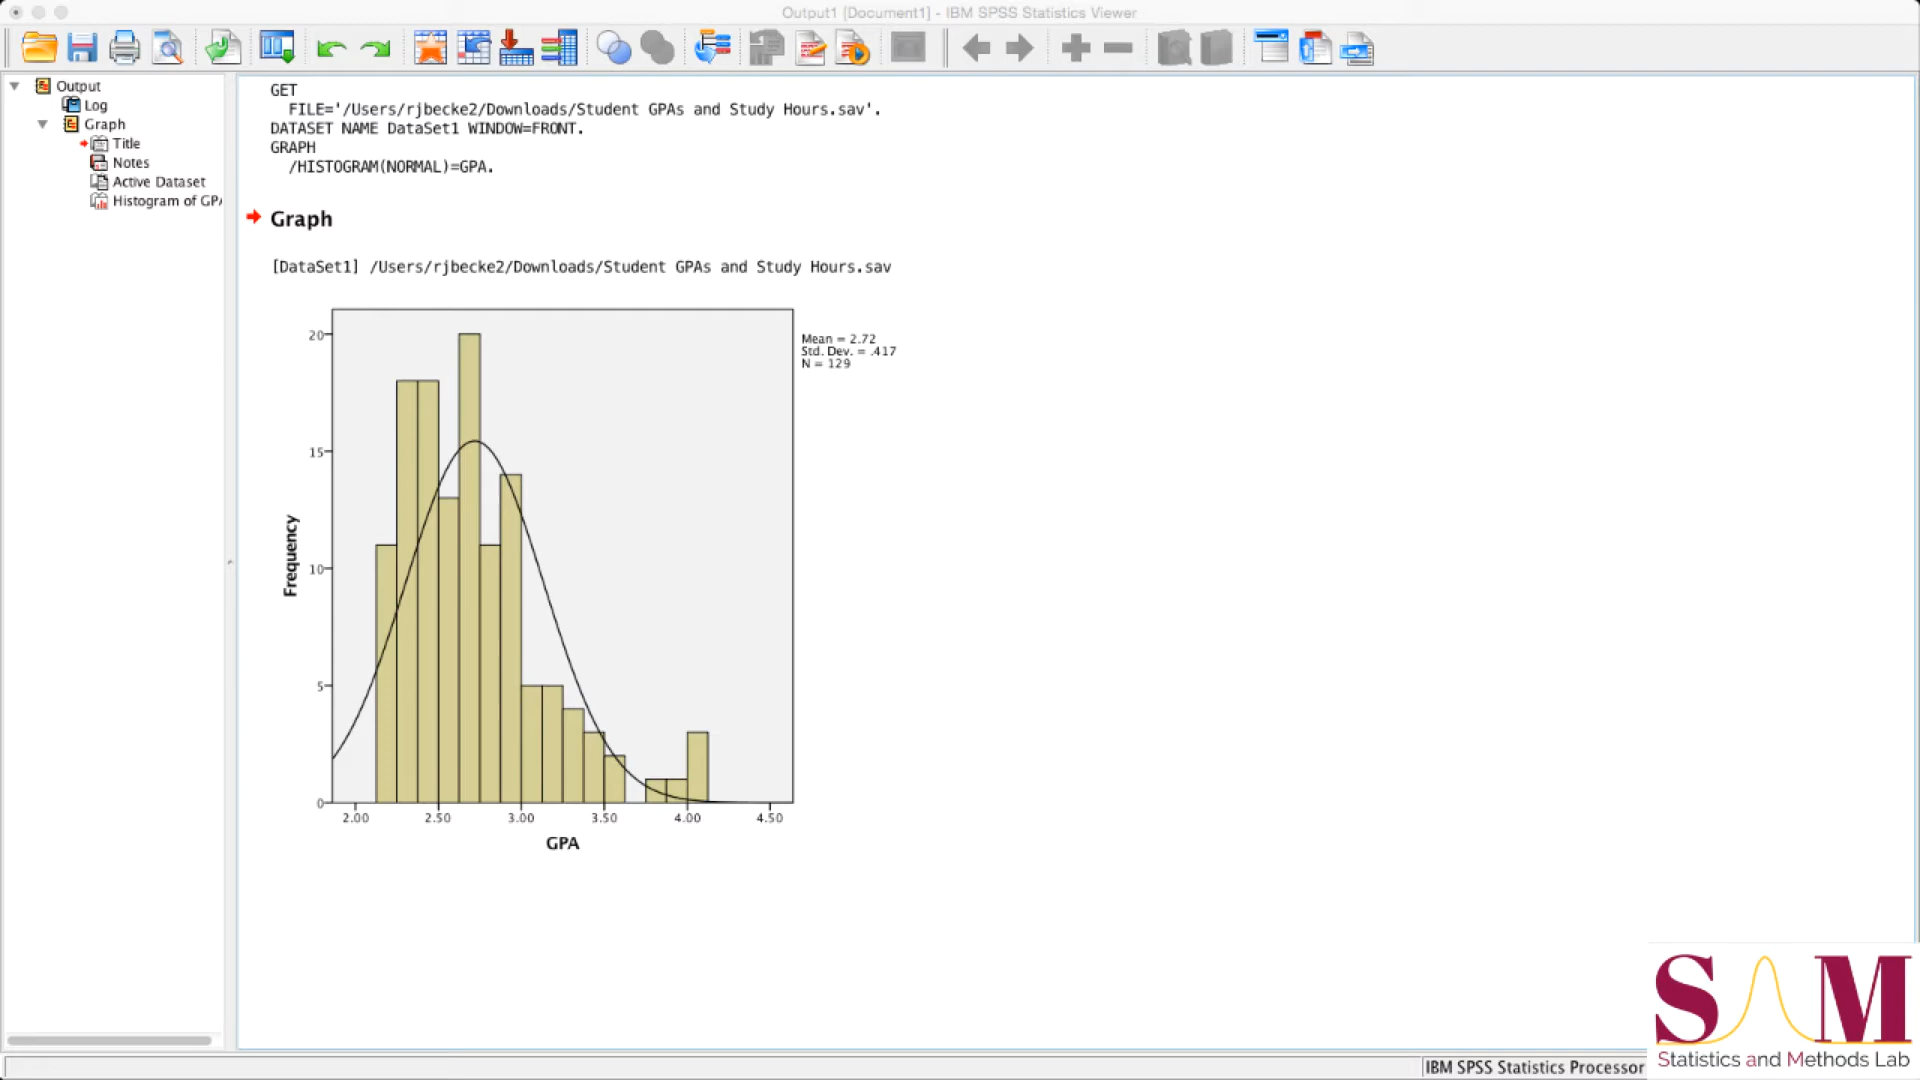 Output1 [Document1] - IBM SPSS Statistics Viewer
Output
Log
Graph
Title
Notes
Active Dataset
Histogram of GPA
GET
FILE='/Users/rjbecke2/Downloads/Student GPAs and Study Hours.sav'.
DATASET NAME DataSet1 WINDOW=FRONT.
GRAPH
/HISTOGRAM(NORMAL)=GPA.
Graph
[DataSet1] /Users/rjbecke2/Downloads/Student GPAs and Study Hours.sav
Mean = 2.72
Std. Dev. = .417
N = 129
20
15
10
5
0
Frequency
2.00 2.50 3.00 3.50 4.00 4.50
GPA
IBM SPSS Statistics Processor
SAM
Statistics and Methods Lab